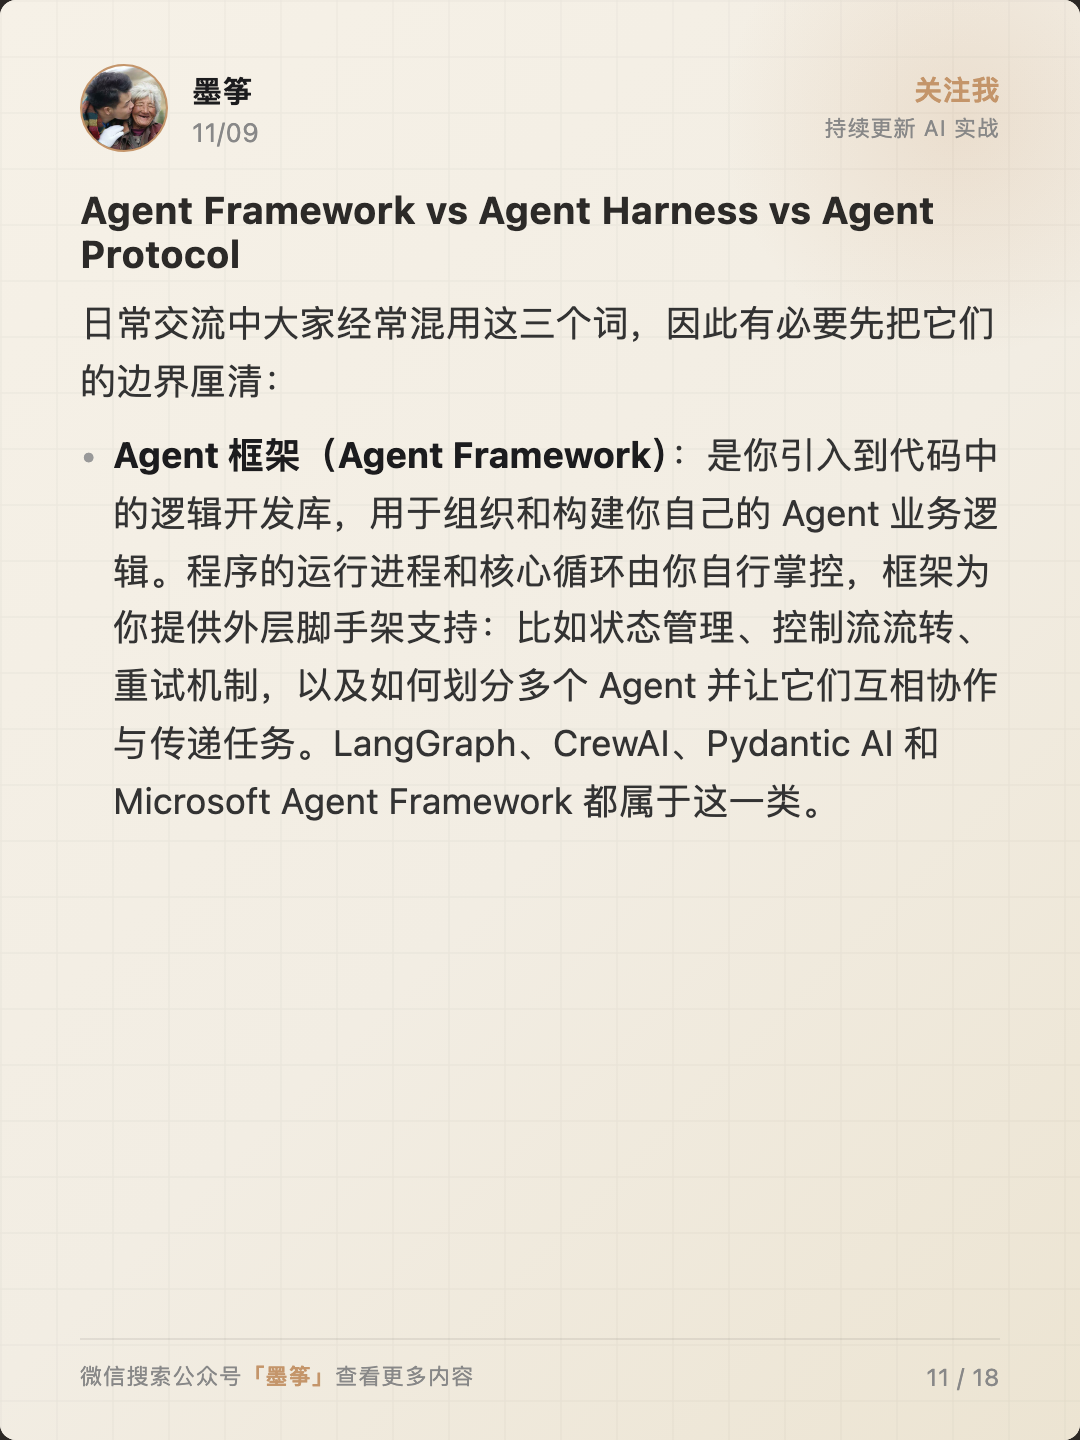 墨筝
11/09
关注我
持续更新 AI 实战
Agent Framework vs Agent Harness vs Agent
Protocol
日常交流中大家经常混用这三个词，因此有必要先把它们
的边界厘清：
• Agent 框架（Agent Framework）：是你引入到代码中
的逻辑开发库，用于组织和构建你自己的 Agent 业务逻
辑。程序的运行进程和核心循环由你自行掌控，框架为
你提供外层脚手架支持：比如状态管理、控制流流转、
重试机制，以及如何划分多个 Agent 并让它们互相协作
与传递任务。LangGraph、CrewAI、Pydantic AI 和
Microsoft Agent Framework 都属于这一类。
微信搜索公众号「墨筝」查看更多内容
11 / 18